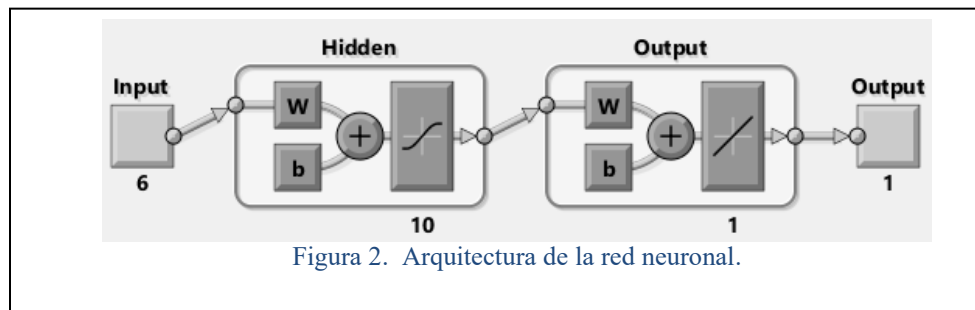 Hidden
Output
Input
Output
W
W
b
b
6
1
10
1
Figura 2. Arquitectura de la red neuronal.